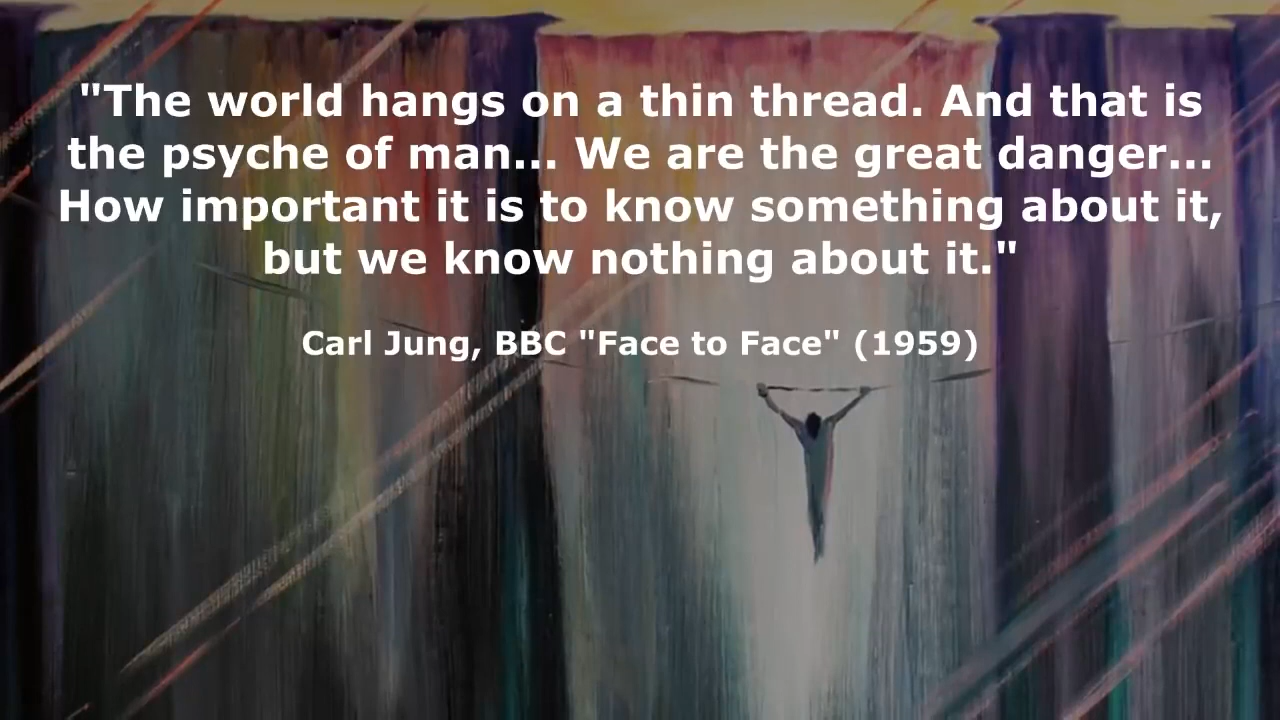 "The world hangs on a thin thread. And that is
the psyche of man... We are the great danger...
How important it is to know something about it,
but we know nothing about it."
Carl Jung, BBC "Face to Face" (1959)